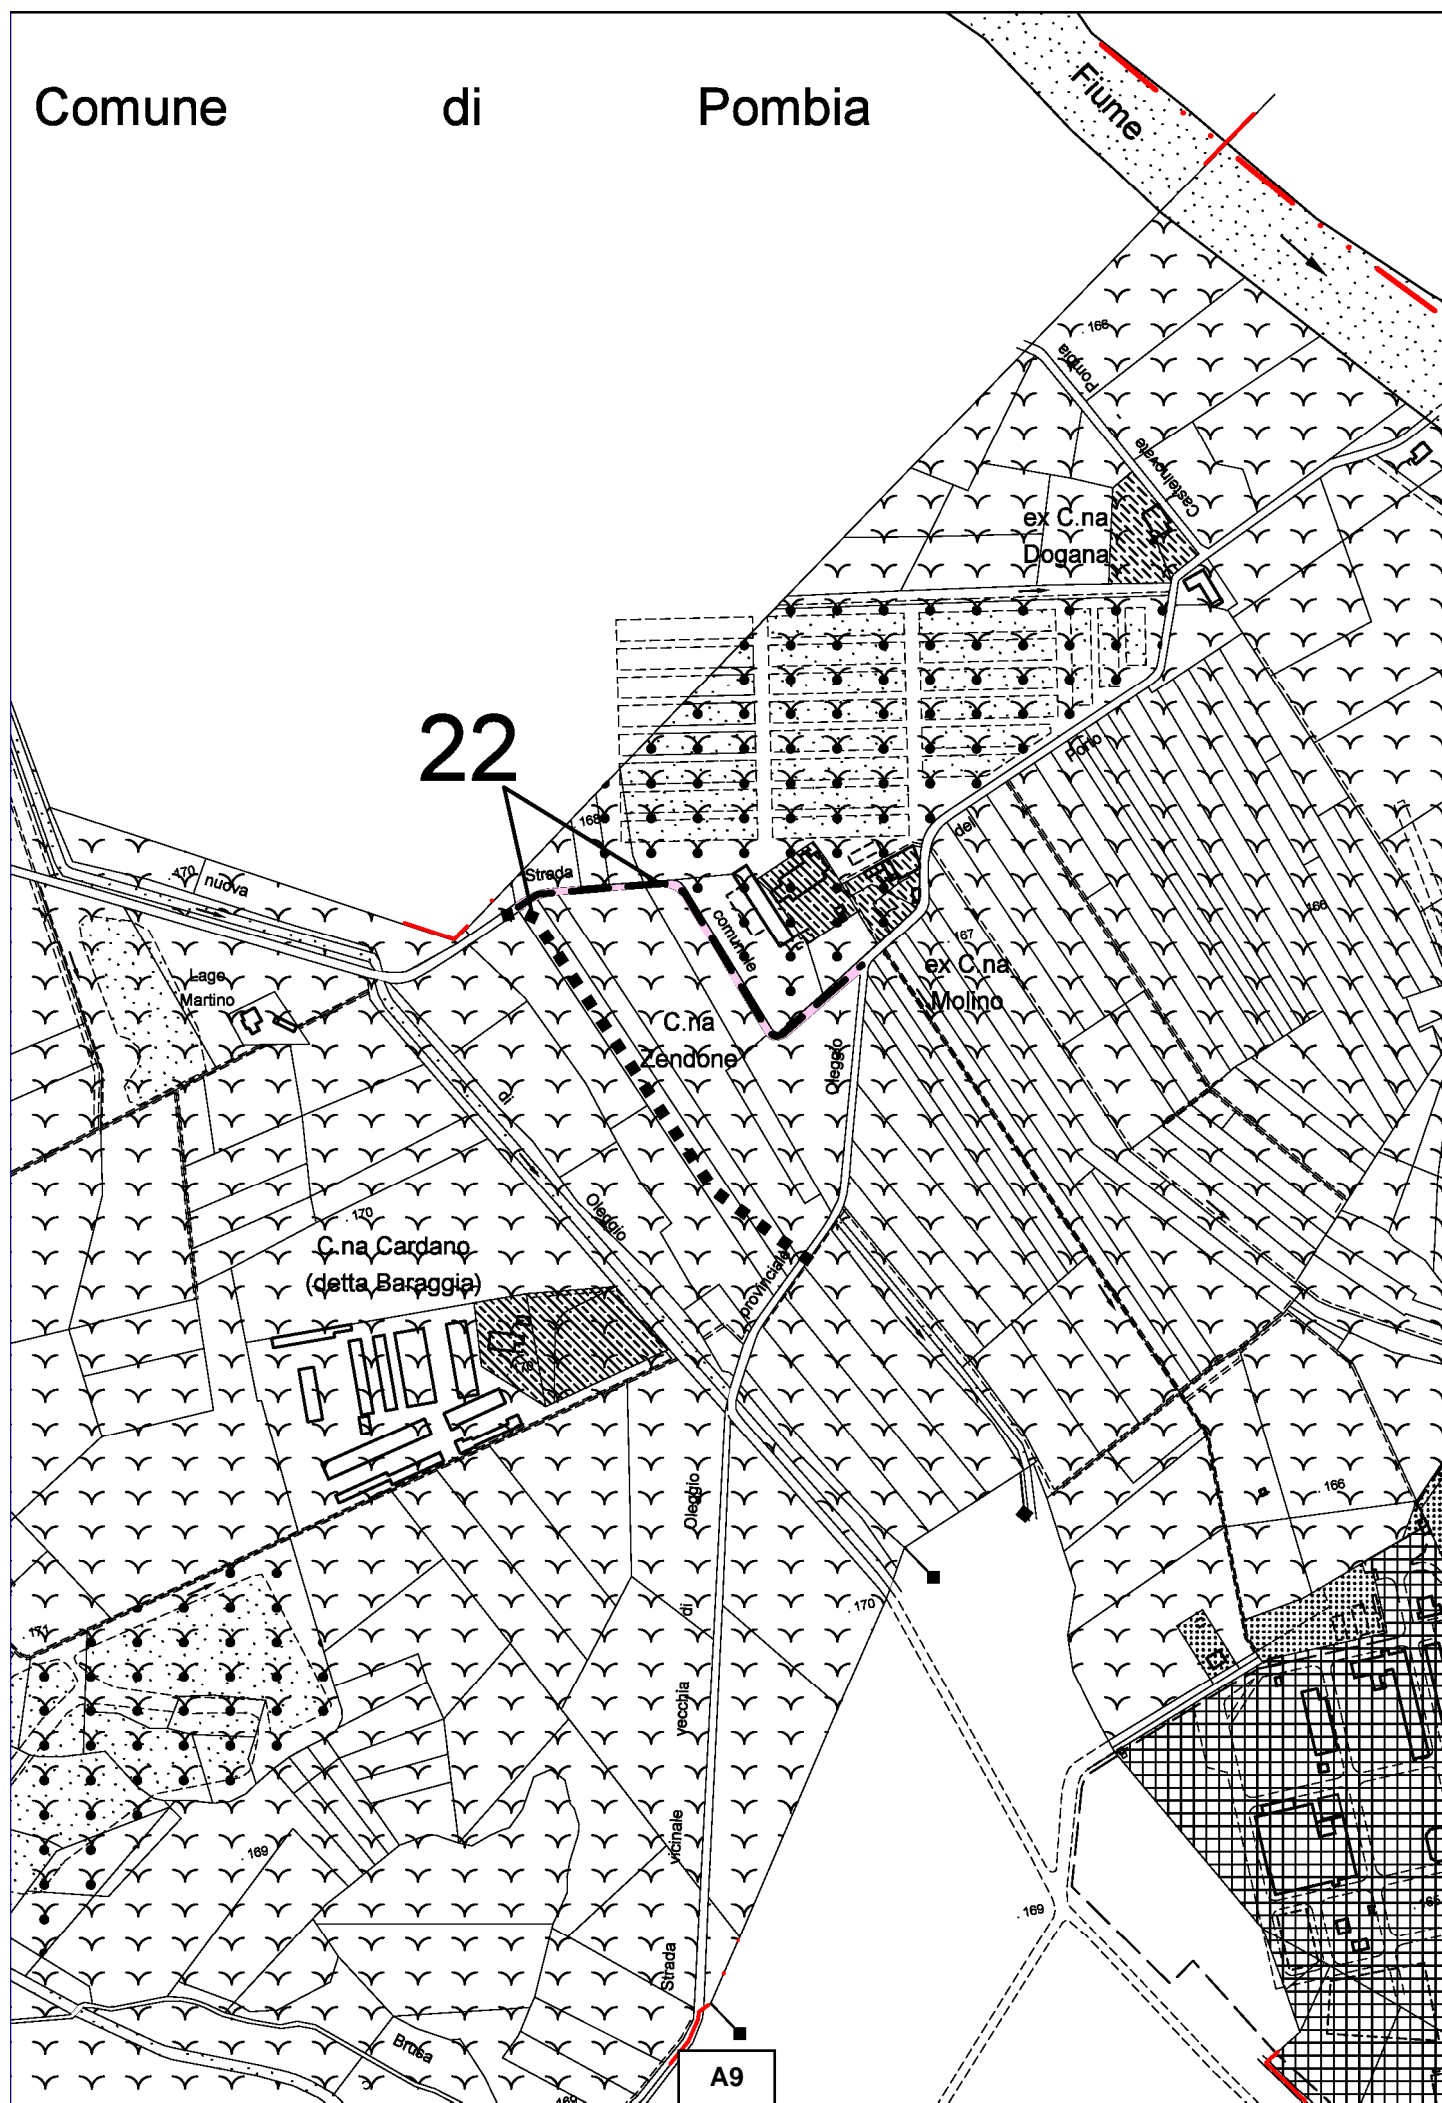 Comune di Pombia
Fiume
166
Pombia
Castelnovate
ex C.na
Dogana
22
Porto
del
168
Strada
comunale
170
nuova
167
166
ex C.na
Molino
Lage
Martino
C.na
Zendone
Oleggio
di
Oleggio
170
C.na Cardano
(detta Baraggia)
provinciale
Oleggio
166
di
170
171
vecchia
vicinale
169
169
Strada
Brusa
169
A9